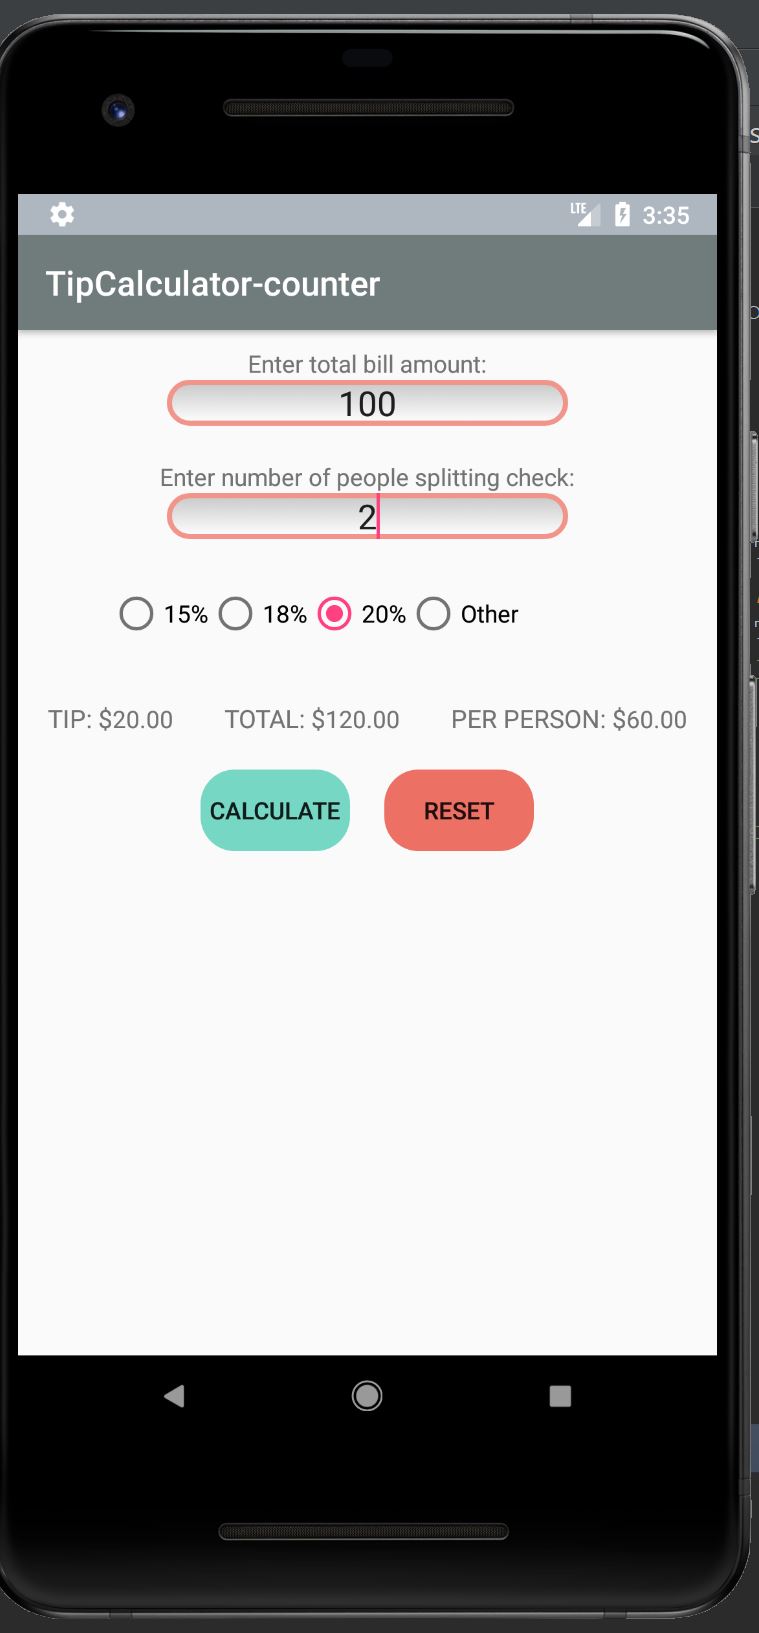 LTE 3:35
TipCalculator-counter
Enter total bill amount:
100
Enter number of people splitting check:
2
15% 18% 20% Other
TIP: $20.00 TOTAL: $120.00 PER PERSON: $60.00
CALCULATE RESET